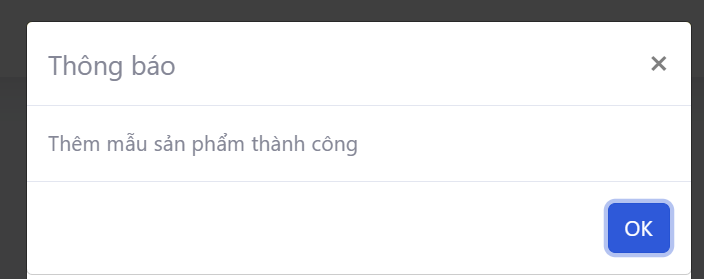 Thông báo
×
Thêm mẫu sản phẩm thành công
OK